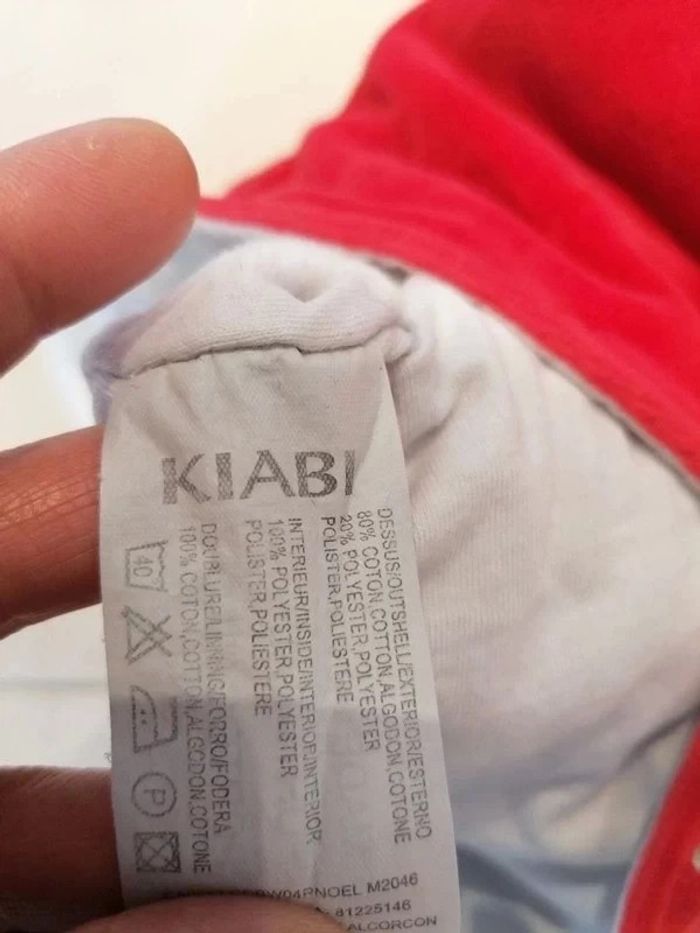 KIABI
DESSUS/OUTSHELL/EXTERIOR/ESTERNO
80% COTON,COTTON,ALGODON,COTONE
20% POLYESTER,POLYESTER
POLISTER,POLIESTERE
INTERIEUR/INSIDE/INTERIOR/INTERIOR
100% POLYESTER,POLYESTER
POLISTER,POLIESTERE
DOUBLURE/LINING/FORRO/FODERA
100% COTON,COTTON,ALGODON,COTONE
40
P
M2046
81225146
ALCORCON